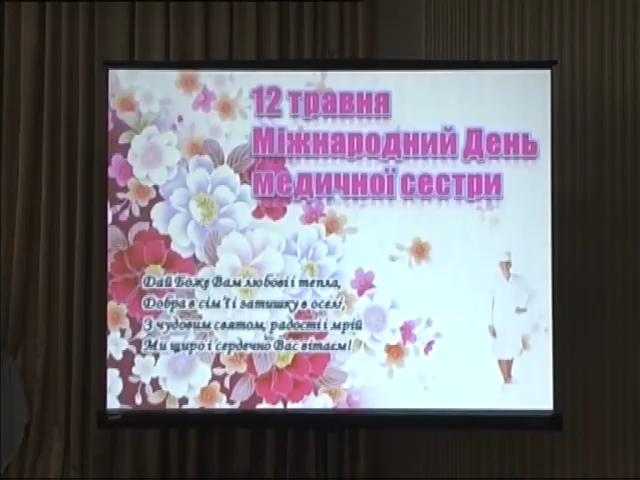 12 травня
Міжнародний День
медичної сестри
Дай Боже Вам любові і тепла,
Добра в сім'ї і затишку в оселі,
З чудовим святом, радості і мрій
Ми щиро і сердечно Вас вітаєм!